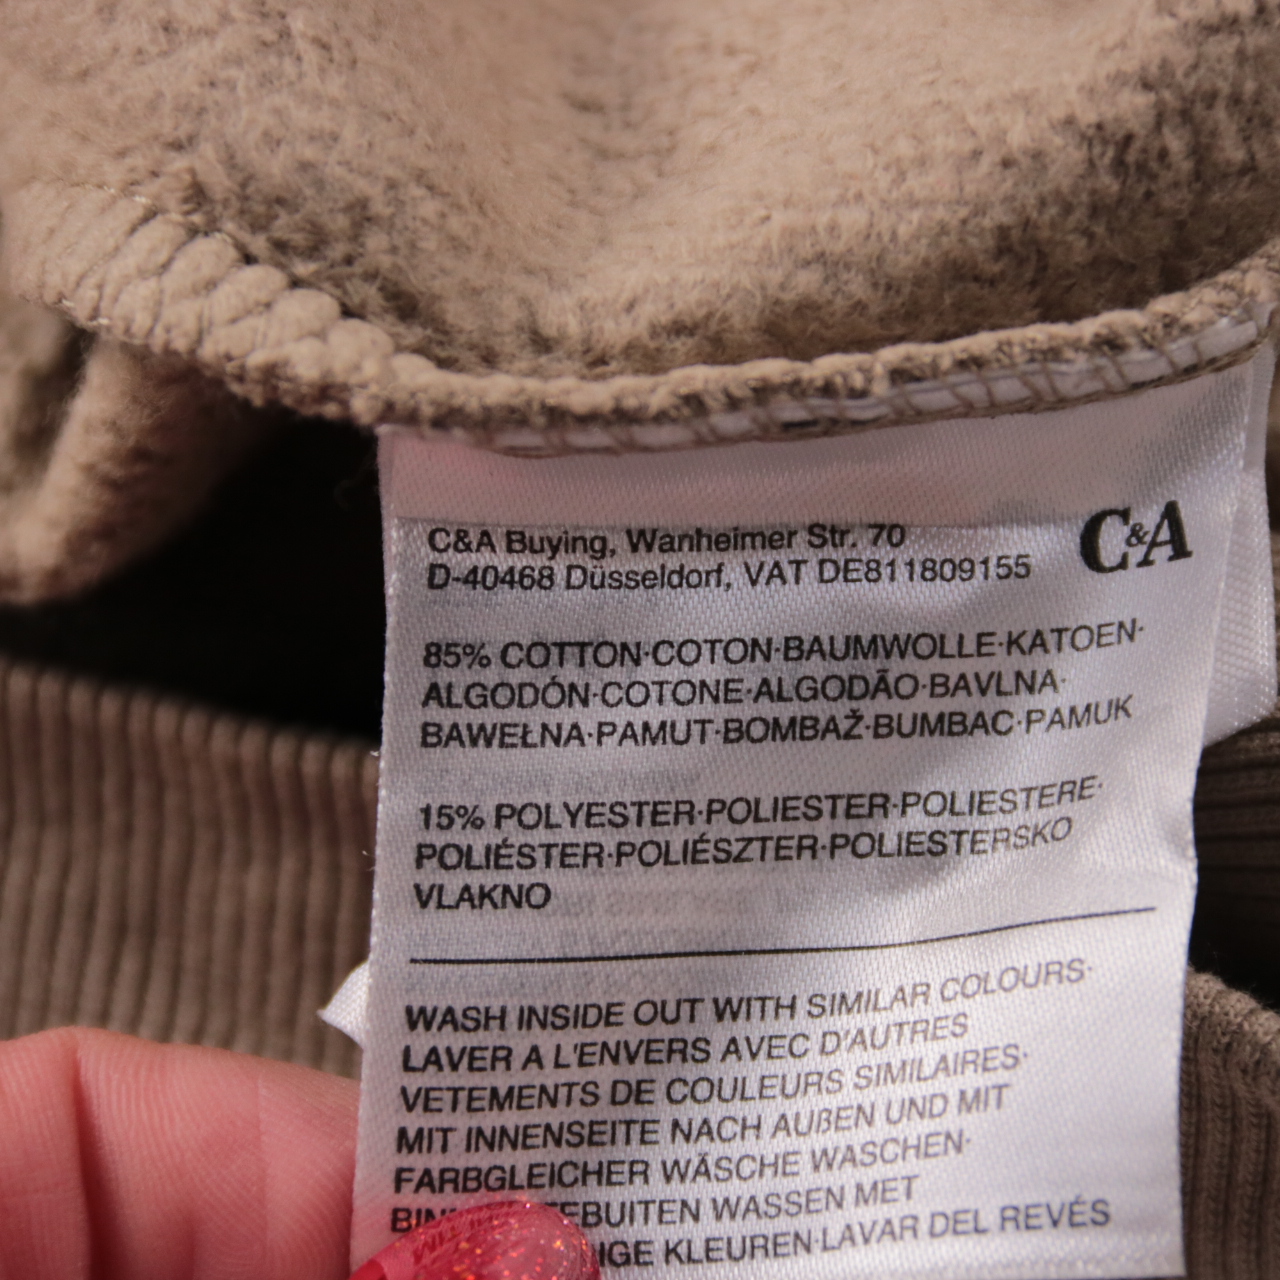 C&A Buying, Wanheimer Str. 70
D-40468 Düsseldorf, VAT DE811809155
C&A
85% COTTON·COTON·BAUMWOLLE·KATOEN·
ALGODÓN·COTONE·ALGODÃO·BAVLNA·
BAWEŁNA·PAMUT·BOMBAŽ·BUMBAC·PAMUK
15% POLYESTER·POLIESTER·POLIESTERE·
POLIÉSTER·POLIÉSZTER·POLIESTERSKO
VLAKNO
WASH INSIDE OUT WITH SIMILAR COLOURS·
LAVER A L'ENVERS AVEC D'AUTRES
VETEMENTS DE COULEURS SIMILAIRES·
MIT INNENSEITE NACH AUßEN UND MIT
FARBGLEICHER WÄSCHE WASCHEN·
WASSEN MET
KLEUREN·LAVAR DEL REVÉS